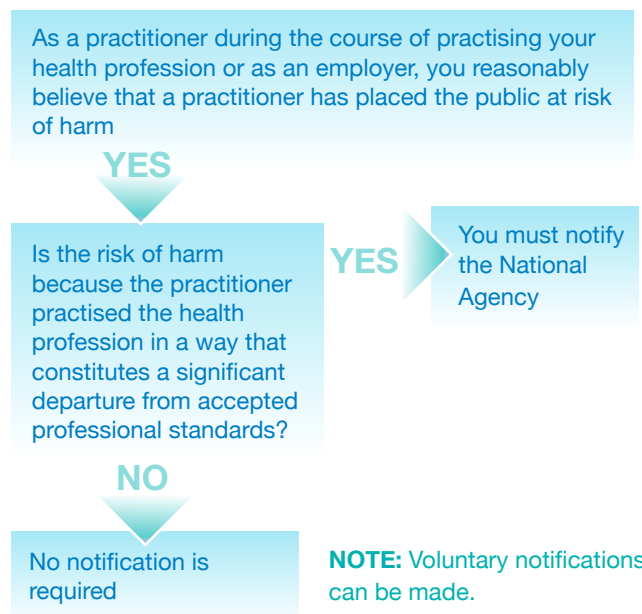 As a practitioner during the course of practising your
health profession or as an employer, you reasonably
believe that a practitioner has placed the public at risk
of harm
YES
Is the risk of harm
because the practitioner
practised the health
profession in a way that
constitutes a significant
departure from accepted
professional standards?
YES
You must notify
the National
Agency
NO
No notification is
required
NOTE: Voluntary notifications
can be made.